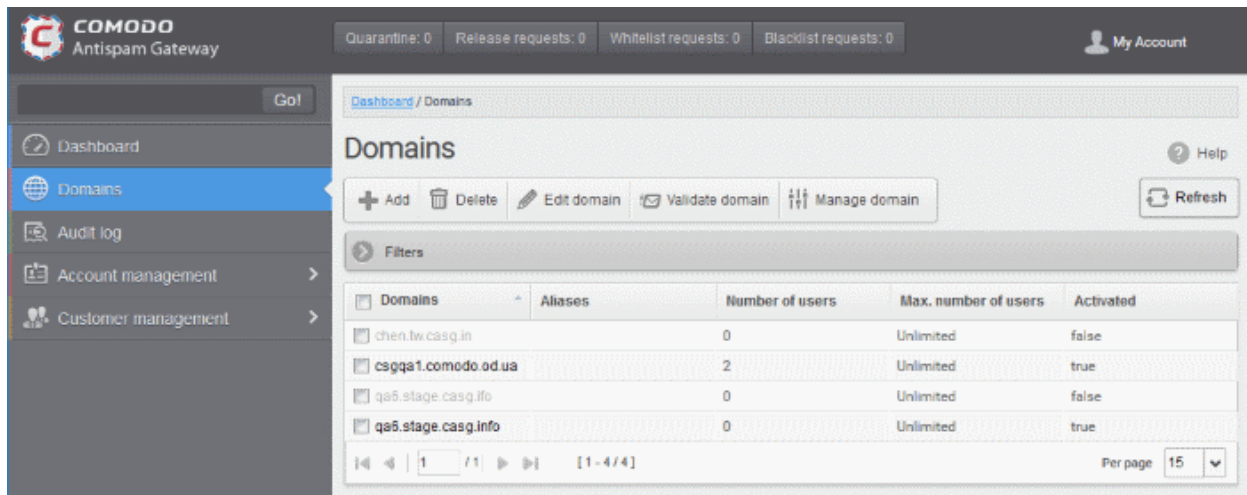 COMODO
Antispam Gateway
Quarantine: 0 Release requests: 0 Whitelist requests: 0 Blacklist requests: 0
My Account
Go!
Dashboard / Domains
Dashboard
Domains
Audit log
Account management
Customer management
Domains
Help
Add Delete Edit domain Validate domain Manage domain
Refresh
Filters
Domains Aliases Number of users Max. number of users Activated
chen.tw.casg.in 0 Unlimited false
csgqa1.comodo.od.ua 2 Unlimited true
qa6.stage.casg.ifo 0 Unlimited false
qa6.stage.casg.info 0 Unlimited true
1 / 1 [1 - 4 / 4] Per page 15